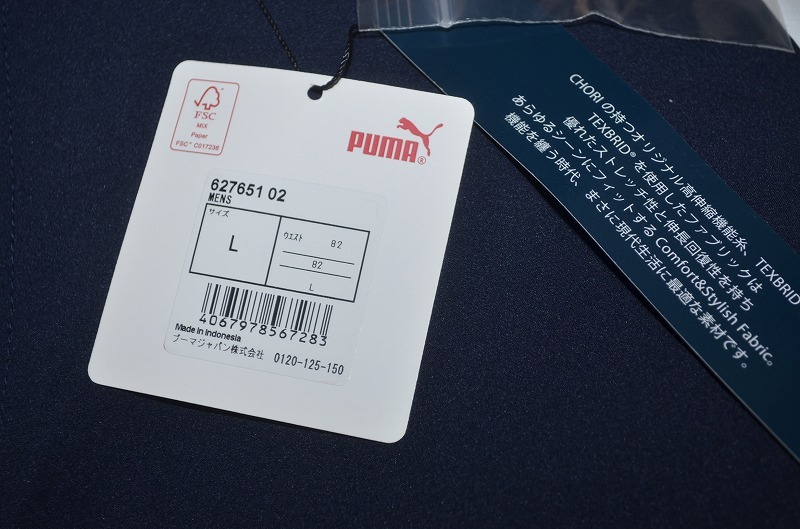 FSC
MIX
Paper
FSC® C017236
PUMA®
627651 02
MENS
サイズ
L
ウエスト 82
82
L
4067978567283
Made in Indonesia
プーマジャパン株式会社 0120-125-150
CHORI の持つオリジナル高伸縮機能糸、TEXBRID
TEXBRID® を使用したファブリックは
優れたストレッチ性と伸長回復性を持ち
あらゆるシーンにフィットする Comfort&Stylish Fabric。
機能を纏う時代、まさに現代生活に最適な素材です。